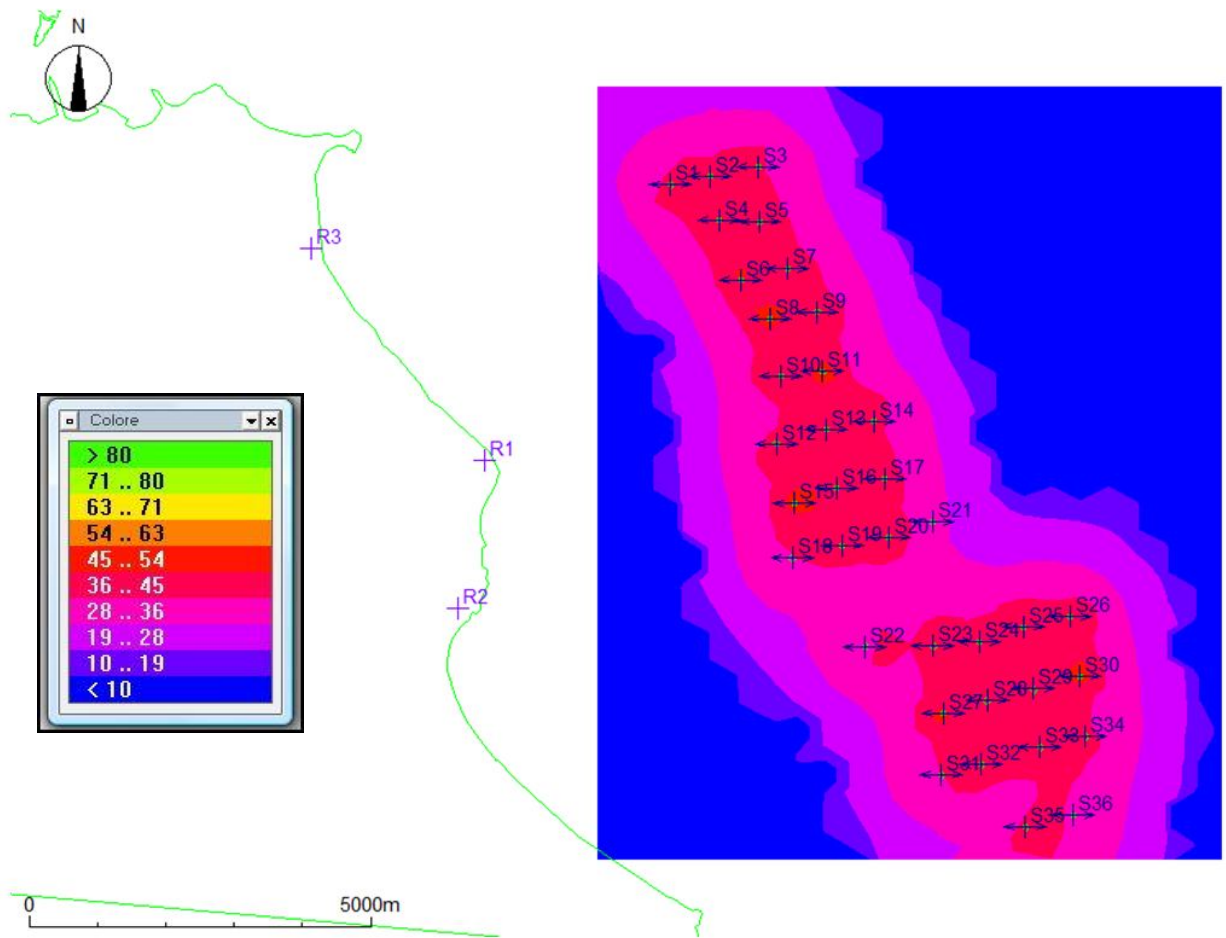 N
S1
S2
S3
S4
S5
R3
S6
S7
S8
S9
S10
S11
Colore
> 80
71 .. 80
63 .. 71
54 .. 63
45 .. 54
36 .. 45
28 .. 36
19 .. 28
10 .. 19
< 10
S12
S13
S14
R1
S15
S16
S17
S18
S19
S20
S21
R2
S22
S23
S24
S25
S26
S27
S28
S29
S30
S31
S32
S33
S34
S35
S36
0
5000m